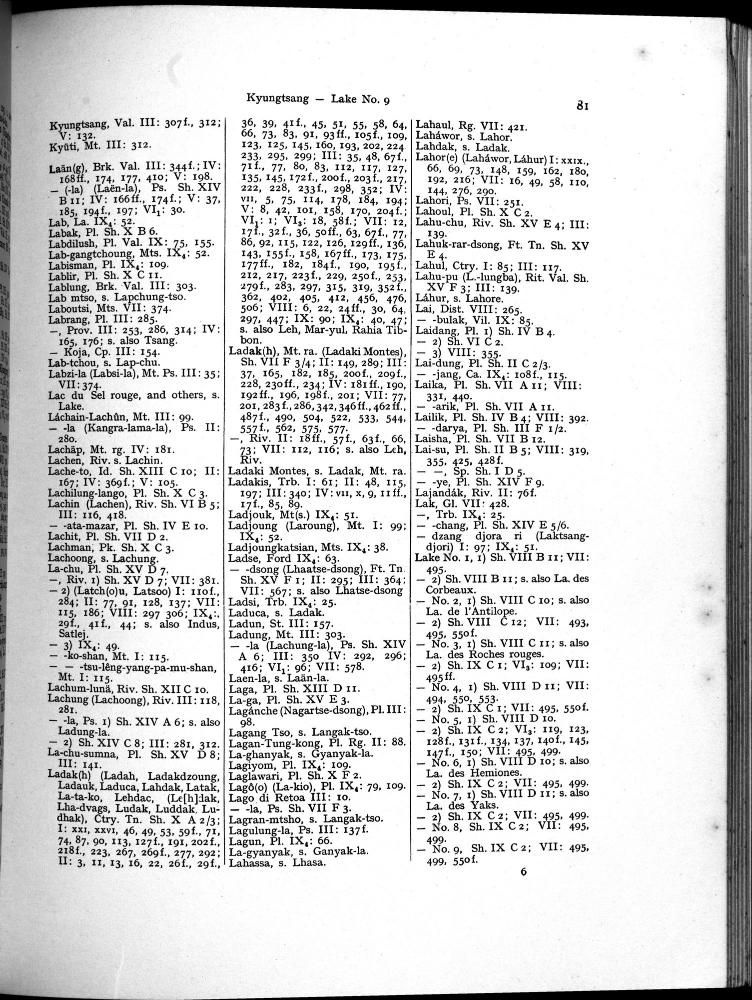 Kyungtsang — Lake No. 9
81
Kyungtsang, Val. III: 307f., 312;
V: 132.
Kyūti, Mt. III: 312.
Laän(g), Brk. Val. III: 344f.; IV:
168ff., 174, 177, 410; V: 198.
— (-la) (Laën-la), Ps. Sh. XIV
B 11; IV: 166ff., 174f.; V: 37,
185, 194f., 197; VI₁: 30.
Lab, La. IX₄: 52.
Labak, Pl. Sh. X B 6.
Labdilush, Pl. Val. IX: 75, 155.
Lab-gangtchoung, Mts. IX₄: 52.
Labisman, Pl. IX₄: 109.
Lablir, Pl. Sh. X C 11.
Lablung, Brk. Val. III: 303.
Lab mtso, s. Lapchung-tso.
Laboutsi, Mts. VII: 374.
Labrang, Pl. III: 285.
—, Prov. III: 253, 286, 314; IV:
165, 176; s. also Tsang.
— Koja, Cp. III: 154.
Lab-tchou, s. Lap-chu.
Labzi-la (Labsi-la), Mt. Ps. III: 35;
VII: 374.
Lac du Sel rouge, and others, s.
Lake.
Láchain-Lachŭn, Mt. III: 99.
— -la (Kangra-lama-la), Ps. II:
280.
Lachäp, Mt. rg. IV: 181.
Lachen, Riv. s. Lachin.
Lache-to, Id. Sh. XIII C 10; II:
167; IV: 369f.; V: 105.
Lachilung-lango, Pl. Sh. X C 3.
Lachin (Lachen), Riv. Sh. VI B 5;
III: 116, 418.
— -ata-mazar, Pl. Sh. IV E 10.
Lachit, Pl. Sh. VII D 2.
Lachman, Pk. Sh. X C 3.
Lachoong, s. Lachung.
La-chu, Pl. Sh. XV D 7.
—, Riv. 1) Sh. XV D 7; VII: 381.
— 2) (Latch(o)u, Latsoo) I: 110f.,
284; II: 77, 91, 128, 137; VII:
115, 186; VIII: 297 306; IX₄:,
29f., 41f., 44; s. also Indus,
Satlej.
— 3) IX₄: 49.
— -ko-shan, Mt. I: 115.
— — -tsu-lêng-yang-pa-mu-shan,
Mt. I: 115.
Lachum-lunä, Riv. Sh. XII C 10.
Lachung (Lachoong), Riv. III: 118,
281.
— -la, Ps. 1) Sh. XIV A 6; s. also
Ladung-la.
— 2) Sh. XIV C 8; III: 281, 312.
La-chu-sumna, Pl. Sh. XV D 8;
III: 141.
Ladak(h) (Ladah, Ladakdzoung,
Ladauk, Laduca, Lahdak, Latak,
La-ta-ko, Lehdac, (Le[h]:lak,
Lha-dvags, Ludak, Luddak, Lu-
dhak), Ctry. Tn. Sh. X A 2/3;
I: XXI, XXVI, 46, 49, 53, 59f., 71,
74, 87, 90, 113, 127f., 191, 202f.,
218f., 223, 267, 269f., 277, 292;
II: 3, 11, 13, 16, 22, 26f., 29f.,
36, 39, 41f., 45, 51, 55, 58, 64,
66, 73, 83, 91, 93ff., 105f., 109,
123, 125, 145, 160, 193, 202, 224
233, 295, 299; III: 35, 48, 67f.,
71f., 77, 80, 83, 112, 117, 127,
135, 145, 172f., 200f., 203f., 217,
222, 228, 233f., 298, 352; IV:
VII, 5, 75, 114, 178, 184, 194;
V: 8, 42, 101, 158, 170, 204f.;
VI₁: 1; VI₃: 18, 58f.; VII: 12,
17f., 32f., 36, 50ff., 63, 67f., 77,
86, 92, 115, 122, 126, 129ff., 136,
143, 155f., 158, 167ff., 173, 175,
177ff., 182, 184f., 190, 195f.,
212, 217, 223f., 229, 250f., 253,
279f., 283, 297, 315, 319, 352f.,
362, 402, 405, 412, 456, 476,
506; VIII: 6, 22, 24ff., 30, 64,
297, 447; IX: 90; IX₄: 40, 47;
s. also Leh, Mar-yul, Rahia Tib-
bon.
Ladak(h), Mt. ra. (Ladaki Montes),
Sh. VII F 3/4; II: 149, 289; III:
37, 165, 182, 185, 200f., 209f.,
228, 230ff., 234; IV: 181ff., 190,
192ff., 196, 198f., 201; VII: 77,
201, 283f., 286, 342, 346ff., 462ff.,
487f., 490, 504, 522, 533, 544,
557f., 562, 575, 577.
—, Riv. II: 18ff., 57f., 63f., 66,
73; VII: 112, 116; s. also Leh,
Riv.
Ladaki Montes, s. Ladak, Mt. ra.
Ladakis, Trb. I: 61; II: 48, 115,
197; III: 340; IV: VII, X, 9, 11ff.,
17f., 85, 89.
Ladjouk, Mt(s.) IX₄: 51.
Ladjoung (Laroung), Mt. I: 99;
IX₄: 52.
Ladjoungkatsian, Mts. IX₄: 38.
Ladse, Ford IX₄: 63.
— -dsong (Lhaatse-dsong), Ft. Tn.
Sh. XV F 1; II: 295; III: 364;
VII: 567; s. also Lhatse-dsong
Ladsi, Trb. IX₄: 25.
Laduca, s. Ladak.
Ladun, St. III: 157.
Ladung, Mt. III: 303.
— -la (Lachung-la), Ps. Sh. XIV
A 6; III: 350 IV: 292, 296;
416; VI₁: 96; VII: 578.
Laen-la, s. Laän-la.
Laga, Pl. Sh. XIII D 11.
La-ga, Pl. Sh. XV E 3.
Lagánche (Nagartse-dsong), Pl. III:
98.
Lagang Tso, s. Langak-tso.
Lagan-Tung-kong, Pl. Rg. II: 88.
La-ghanyak, s. Gyanyak-la.
Lagiyom, Pl. IX₄: 109.
Laglawari, Pl. Sh. X F 2.
Lagô(o) (La-kio), Pl. IX₄: 79, 109.
Lago di Retoa III: 10.
— -la, Ps. Sh. VII F 3.
Lagran-mtsho, s. Langak-tso.
Lagulung-la, Ps. III: 137f.
Lagun, Pl. IX₄: 66.
La-gyanyak, s. Ganyak-la.
Lahassa, s. Lhasa.
Lahaul, Rg. VII: 421.
Laháwor, s. Lahor.
Lahdak, s. Ladak.
Lahor(e) (Laháwor, Láhur) I: XXIX.,
66, 69, 73, 148, 159, 162, 180,
192, 216; VII: 16, 49, 58, 110,
144, 276, 290.
Lahori, Ps. VII: 251.
Lahoul, Pl. Sh. X C 2.
Lahu-chu, Riv. Sh. XV E 4; III:
139.
Lahuk-rar-dsong, Ft. Tn. Sh. XV
E 4.
Lahul, Ctry. I: 85; III: 117.
Lahu-pu (L.-lungba), Rit. Val. Sh.
XV F 3; III: 139.
Láhur, s. Lahore.
Lai, Dist. VIII: 265.
— -bulak, Vil. IX: 85.
Laidang, Pl. 1) Sh. IV B 4.
— 2) Sh. VI C 2.
— 3) VIII: 355.
Lai-dung, Pl. Sh. II C 2/3.
— -jang, Ca. IX₄: 108f., 115.
Laika, Pl. Sh. VII A 11; VIII:
331, 440.
— -arik, Pl. Sh. VII A 11.
Lailik, Pl. Sh. IV B 4; VIII: 392.
— -darya, Pl. Sh. III F 1/2.
Laisha, Pl. Sh. VII B 12.
Lai-su, Pl. Sh. II B 5; VIII: 319,
355, 425, 428f.
— —, Sp. Sh. I D 5.
— -ye, Pl. Sh. XIV F 9.
Lajandák, Riv. II: 76f.
Lak, Gl. VII: 428.
—, Trb. IX₄: 25.
— -chang, Pl. Sh. XIV E 5/6.
— dzang djora ri (Laktsang-
djori) I: 97; IX₄: 51.
Lake No. 1, 1) Sh. VIII B 11; VII:
495.
— 2) Sh. VIII B 11; s. also La. des
Corbeaux.
— No. 2, 1) Sh. VIII C 10; s. also
La. de l'Antilope.
— 2) Sh. VIII C 12; VII: 493,
495, 550f.
— No. 3, 1) Sh. VIII C 11; s. also
La. des Roches rouges.
— 2) Sh. IX C 1; VI₃: 109; VII:
495ff.
— No. 4, 1) Sh. VIII D 11; VII:
494, 550, 553.
— 2) Sh. IX C 1; VII: 495, 550f.
— No. 5, 1) Sh. VIII D 10.
— 2) Sh. IX C 2; VI₃: 119, 123,
128f., 131f., 134, 137, 140f., 145,
147f., 150; VII: 495, 499.
— No. 6, 1) Sh. VIII D 10; s. also
La. des Hemiones.
— 2) Sh. IX C 2; VII: 495, 499.
— No. 7, 1) Sh. VIII D 11; s. also
La. des Yaks.
— 2) Sh. IX C 2; VII: 495, 499.
— No. 8, Sh. IX C 2; VII: 495,
499.
— No. 9, Sh. IX C 2; VII: 495,
499, 550f.
6